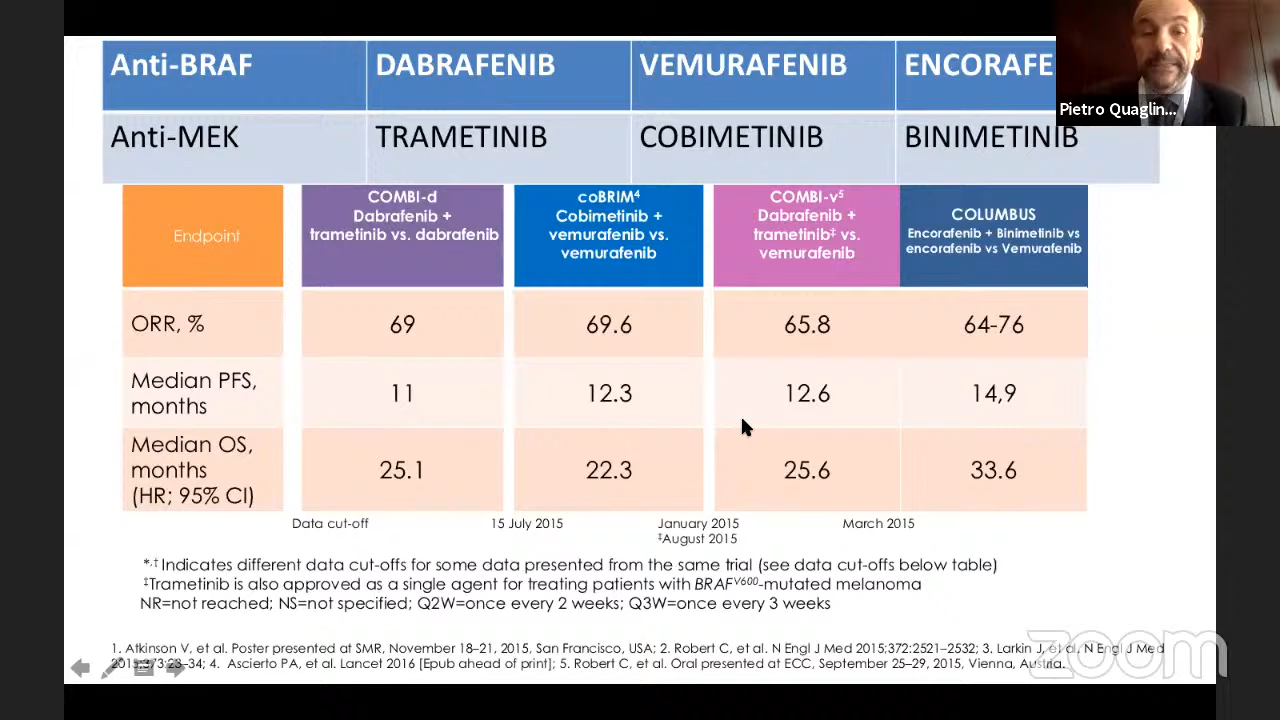 Anti-BRAF DABRAFENIB VEMURAFENIB ENCORAFE
Pietro Quaglin...
Anti-MEK TRAMETINIB COBIMETINIB BINIMETINIB
Endpoint
COMBI-d
Dabrafenib +
trametinib vs. dabrafenib
coBRIM⁴
Cobimetinib +
vemurafenib vs.
vemurafenib
COMBI-v⁵
Dabrafenib +
trametinib‡ vs.
vemurafenib
COLUMBUS
Encorafenib + Binimetinib vs
encorafenib vs Vemurafenib
ORR, % 69 69.6 65.8 64-76
Median PFS,
months 11 12.3 12.6 14,9
Median OS,
months
(HR; 95% CI) 25.1 22.3 25.6 33.6
Data cut-off 15 July 2015 January 2015 March 2015
‡August 2015
*,†Indicates different data cut-offs for some data presented from the same trial (see data cut-offs below table)
‡Trametinib is also approved as a single agent for treating patients with BRAFV600-mutated melanoma
NR=not reached; NS=not specified; Q2W=once every 2 weeks; Q3W=once every 3 weeks
1. Atkinson V, et al. Poster presented at SMR, November 18–21, 2015, San Francisco, USA; 2. Robert C, et al. N Engl J Med 2015;372:2521–2532; 3. Larkin J, et al. N Engl J Med
2015;373:23–34; 4. Ascierto PA, et al. Lancet 2016 [Epub ahead of print]; 5. Robert C, et al. Oral presented at ECC, September 25–29, 2015, Vienna, Austria.
zoom